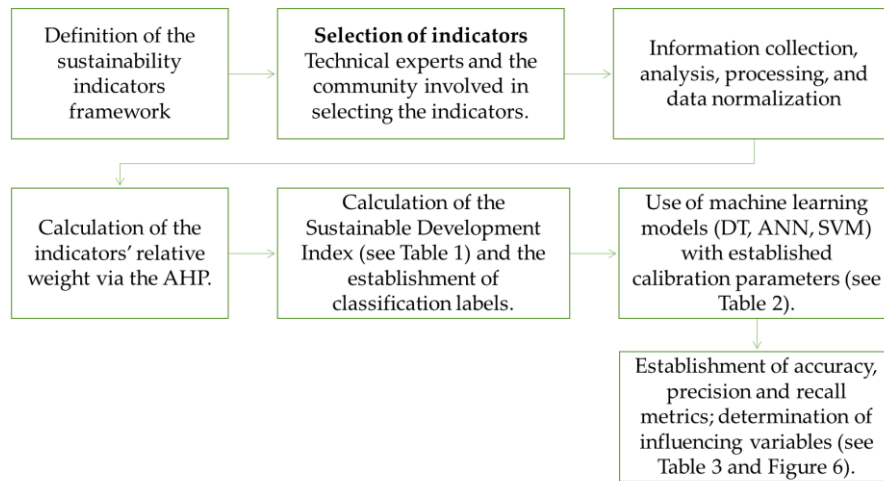 Definition of the
sustainability
indicators
framework
Selection of indicators
Technical experts and the
community involved in
selecting the indicators.
Information collection,
analysis, processing, and
data normalization
Calculation of the
indicators’ relative
weight via the AHP.
Calculation of the
Sustainable Development
Index (see Table 1) and the
establishment of
classification labels.
Use of machine learning
models (DT, ANN, SVM)
with established
calibration parameters (see
Table 2).
Establishment of accuracy,
precision and recall
metrics; determination of
influencing variables (see
Table 3 and Figure 6).